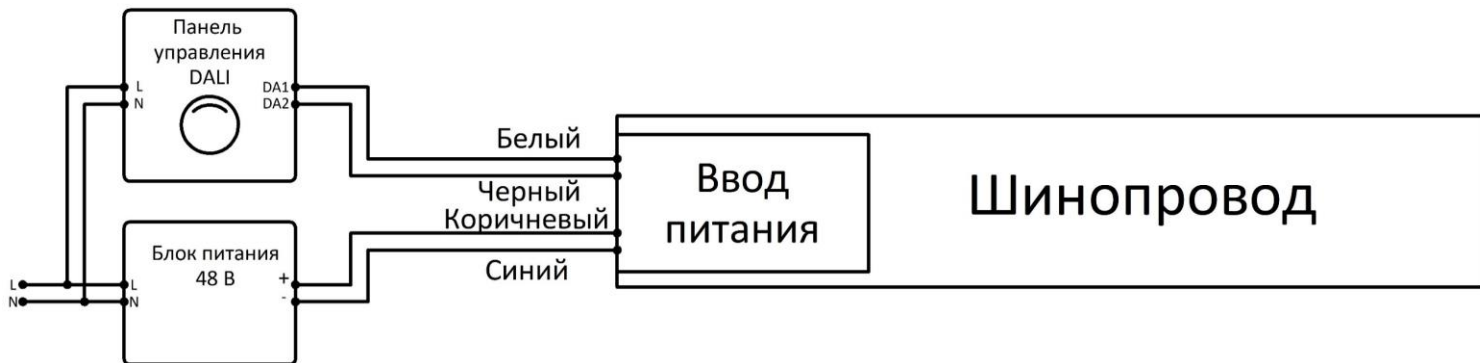 Панель
управления
DALI
L
N
DA1
DA2
Белый
Черный
Коричневый
Синий
Ввод
питания
Шинопровод
Блок питания
48 В
L
N
L
N
+
-